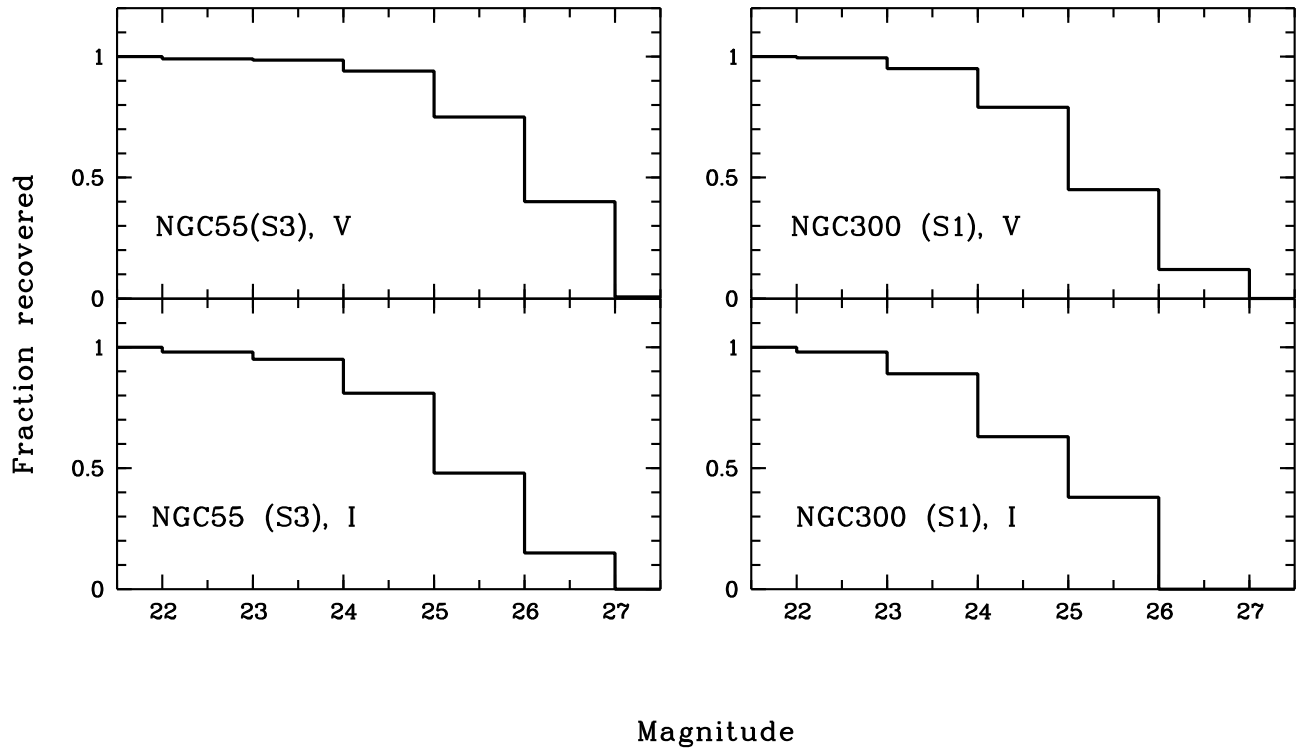 Fraction recovered
1
0.5
0
NGC55(S3), V
1
0.5
0
NGC300 (S1), V
1
0.5
0
NGC55 (S3), I
22 23 24 25 26 27
1
0.5
0
NGC300 (S1), I
22 23 24 25 26 27
Magnitude